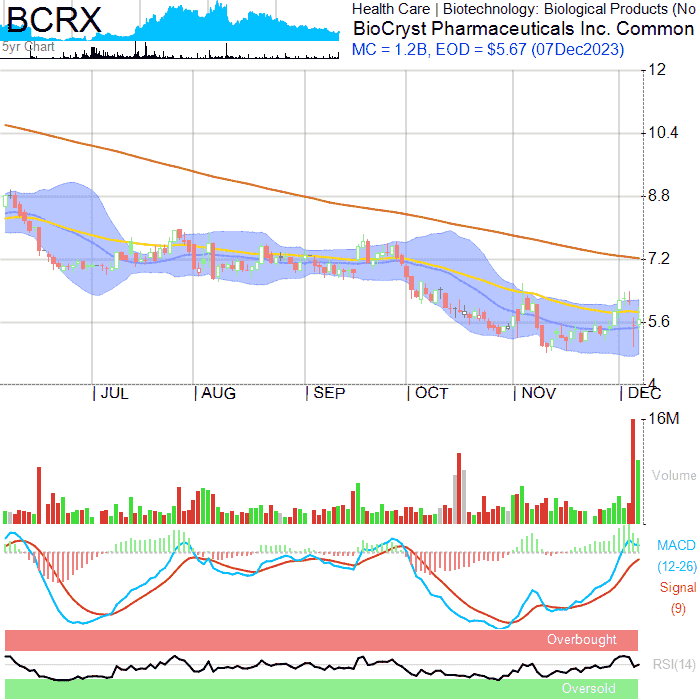 BCRX
5yr Chart
Health Care | Biotechnology: Biological Products (No
BioCryst Pharmaceuticals Inc. Common
MC = 1.2B, EOD = $5.67 (07Dec2023)
12
10.4
8.8
7.2
5.6
4
JUL AUG SEP OCT NOV DEC
16M
Volume
MACD
(12-26)
Signal
(9)
Overbought
RSI(14)
Oversold